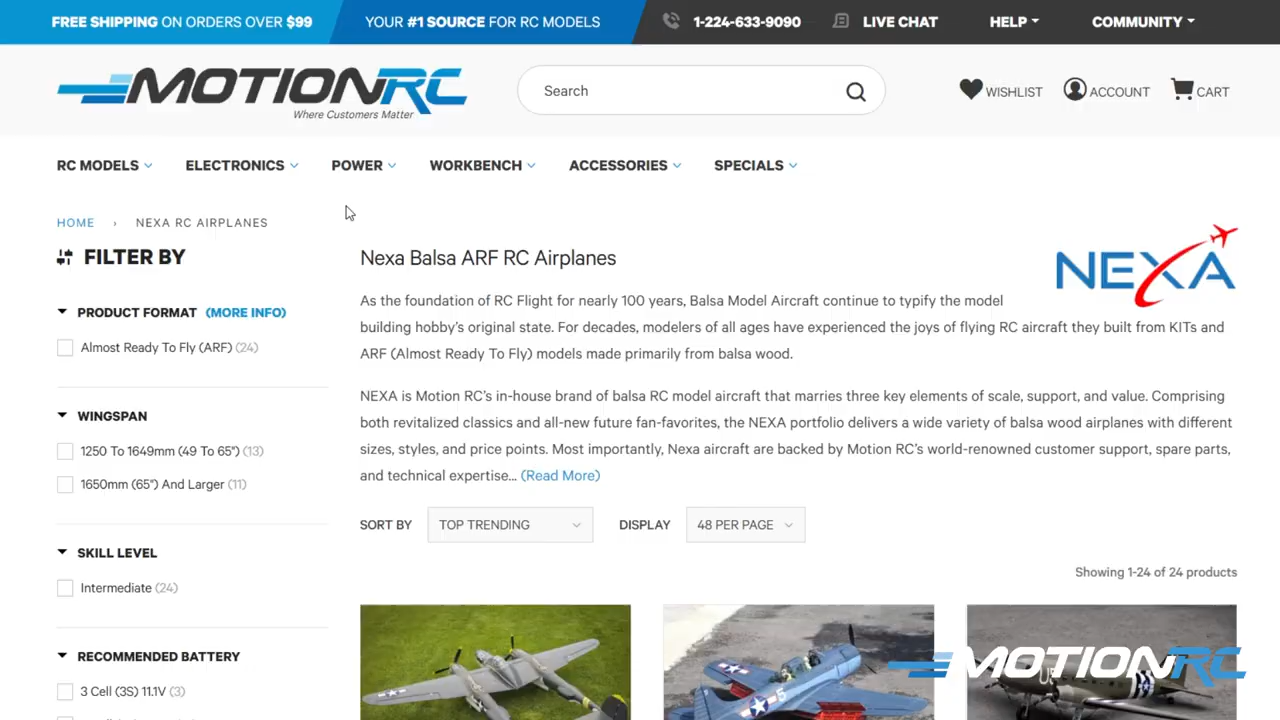 FREE SHIPPING ON ORDERS OVER $99
YOUR #1 SOURCE FOR RC MODELS
1-224-633-9090
LIVE CHAT
HELP
COMMUNITY
MOTIONRC
Where Customers Matter
Search
WISHLIST
ACCOUNT
CART
RC MODELS
ELECTRONICS
POWER
WORKBENCH
ACCESSORIES
SPECIALS
HOME › NEXA RC AIRPLANES
FILTER BY
PRODUCT FORMAT (MORE INFO)
Almost Ready To Fly (ARF) (24)
WINGSPAN
1250 To 1649mm (49 To 65") (13)
1650mm (65") And Larger (11)
SKILL LEVEL
Intermediate (24)
RECOMMENDED BATTERY
3 Cell (3S) 11.1V (3)
Nexa Balsa ARF RC Airplanes
NEXA
As the foundation of RC Flight for nearly 100 years, Balsa Model Aircraft continue to typify the model
building hobby's original state. For decades, modelers of all ages have experienced the joys of flying RC aircraft they built from KITs and
ARF (Almost Ready To Fly) models made primarily from balsa wood.
NEXA is Motion RC's in-house brand of balsa RC model aircraft that marries three key elements of scale, support, and value. Comprising
both revitalized classics and all-new future fan-favorites, the NEXA portfolio delivers a wide variety of balsa wood airplanes with different
sizes, styles, and price points. Most importantly, Nexa aircraft are backed by Motion RC's world-renowned customer support, spare parts,
and technical expertise... (Read More)
SORT BY
TOP TRENDING
DISPLAY
48 PER PAGE
Showing 1-24 of 24 products
5
MOTIONRC